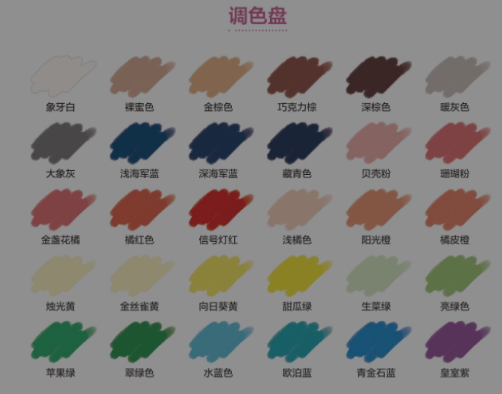 调色盘
象牙白 裸蜜色 金棕色 巧克力棕 深棕色 暖灰色
大象灰 浅海军蓝 深海军蓝 藏青色 贝壳粉 珊瑚粉
金盏花橘 橘红色 信号灯红 浅橘色 阳光橙 橘皮橙
烛光黄 金丝雀黄 向日葵黄 甜瓜绿 生菜绿 亮绿色
苹果绿 翠绿色 水蓝色 欧泊蓝 青金石蓝 皇室紫